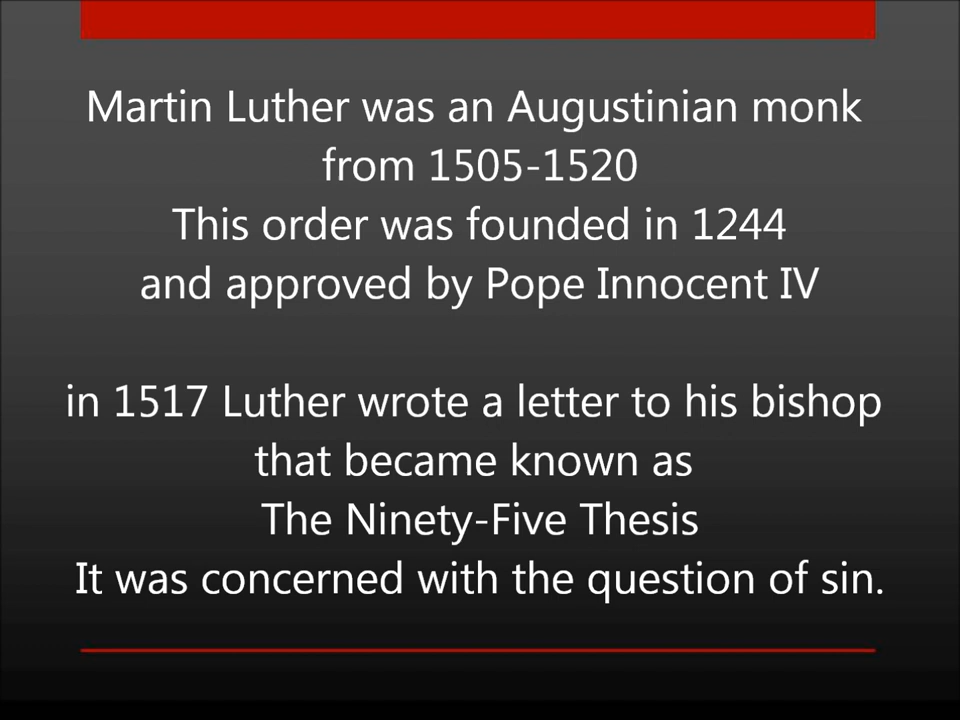 Martin Luther was an Augustinian monk
from 1505-1520
This order was founded in 1244
and approved by Pope Innocent IV
in 1517 Luther wrote a letter to his bishop
that became known as
The Ninety-Five Thesis
It was concerned with the question of sin.